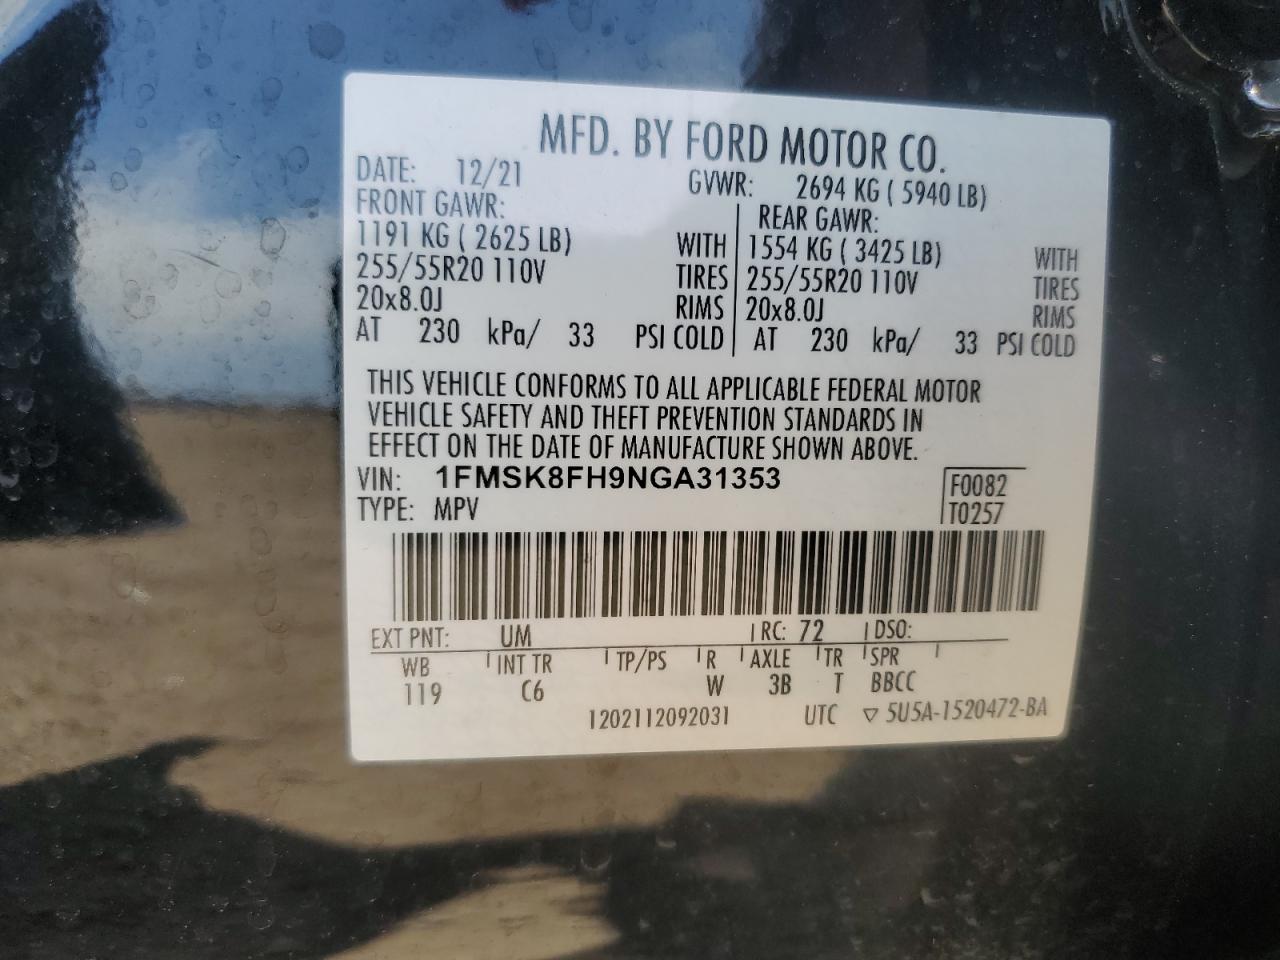 MFD. BY FORD MOTOR CO.
DATE: 12/21 GVWR: 2694 KG ( 5940 LB)
FRONT GAWR: REAR GAWR:
1191 KG ( 2625 LB) WITH 1554 KG ( 3425 LB) WITH
255/55R20 110V TIRES 255/55R20 110V TIRES
20x8.0J RIMS 20x8.0J RIMS
AT 230 kPa/ 33 PSI COLD AT 230 kPa/ 33 PSI COLD
THIS VEHICLE CONFORMS TO ALL APPLICABLE FEDERAL MOTOR
VEHICLE SAFETY AND THEFT PREVENTION STANDARDS IN
EFFECT ON THE DATE OF MANUFACTURE SHOWN ABOVE.
VIN: 1FMSK8FH9NGA31353 F0082
TYPE: MPV T0257
EXT PNT: UM RC: 72 DSO:
WB INT TR TP/PS R AXLE TR SPR
119 C6 W 3B T BBCC
1202112092031 UTC ▽ 5U5A-1520472-BA